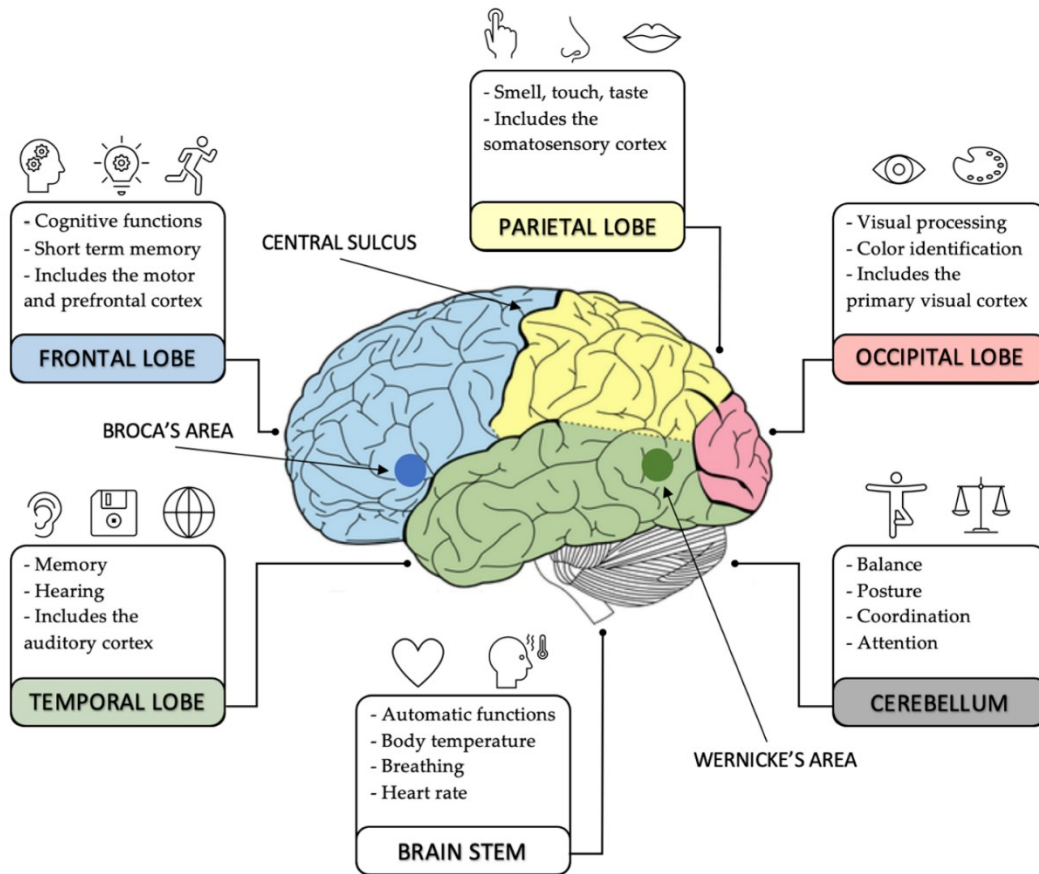 - Smell, touch, taste
- Includes the
somatosensory cortex
PARIETAL LOBE
- Cognitive functions
- Short term memory
- Includes the motor
and prefrontal cortex
FRONTAL LOBE
CENTRAL SULCUS
- Visual processing
- Color identification
- Includes the
primary visual cortex
OCCIPITAL LOBE
BROCA'S AREA
- Memory
- Hearing
- Includes the
auditory cortex
TEMPORAL LOBE
- Balance
- Posture
- Coordination
- Attention
CEREBELLUM
- Automatic functions
- Body temperature
- Breathing
- Heart rate
BRAIN STEM
WERNICKE'S AREA